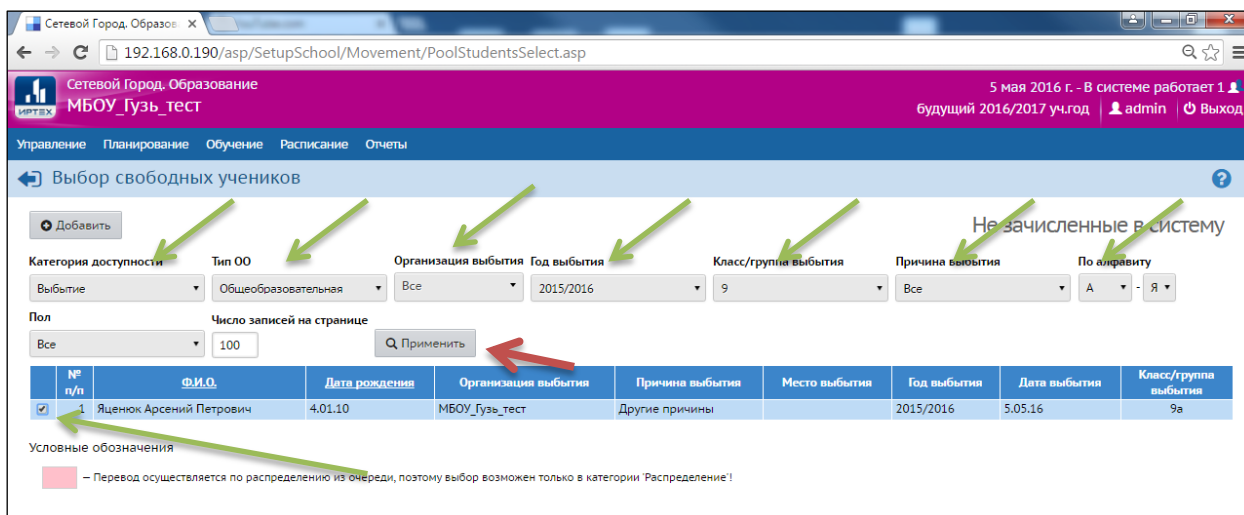 Сетевой Город. Образов
192.168.0.190/asp/SetupSchool/Movement/PoolStudentsSelect.asp
Сетевой Город. Образование
5 мая 2016 г. - В системе работает 1
ИРТЕХ
МБОУ_Гузь_тест
будущий 2016/2017 уч.год admin Выход
Управление Планирование Обучение Расписание Отчеты
Выбор свободных учеников
Добавить
Не зачисленные в систему
Категория доступности Тип ОО Организация выбытия Год выбытия Класс/группа выбытия Причина выбытия По алфавиту
Выбытие Общеобразовательная Все 2015/2016 9 Все А - Я
Пол Число записей на странице
Все 100 Применить
№ п/п Ф.И.О. Дата рождения Организация выбытия Причина выбытия Место выбытия Год выбытия Дата выбытия Класс/группа выбытия
1 Яценюк Арсений Петрович 4.01.10 МБОУ_Гузь_тест Другие причины 2015/2016 5.05.16 9а
Условные обозначения
– Перевод осуществляется по распределению из очереди, поэтому выбор возможен только в категории 'Распределение'!